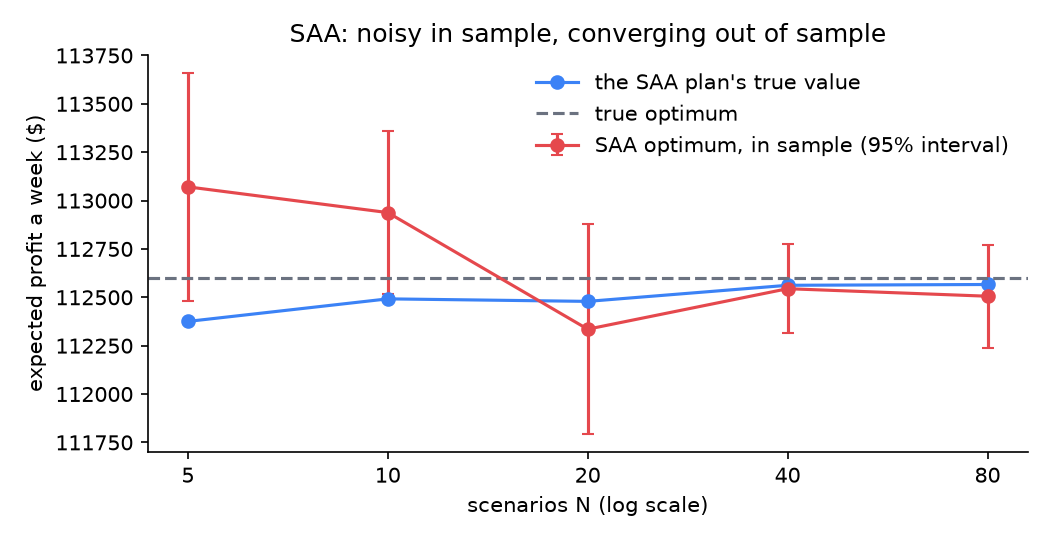 SAA: noisy in sample, converging out of sample
the SAA plan's true value
true optimum
SAA optimum, in sample (95% interval)
expected profit a week ($)
113750
113500
113250
113000
112750
112500
112250
112000
111750
5 10 20 40 80
scenarios N (log scale)